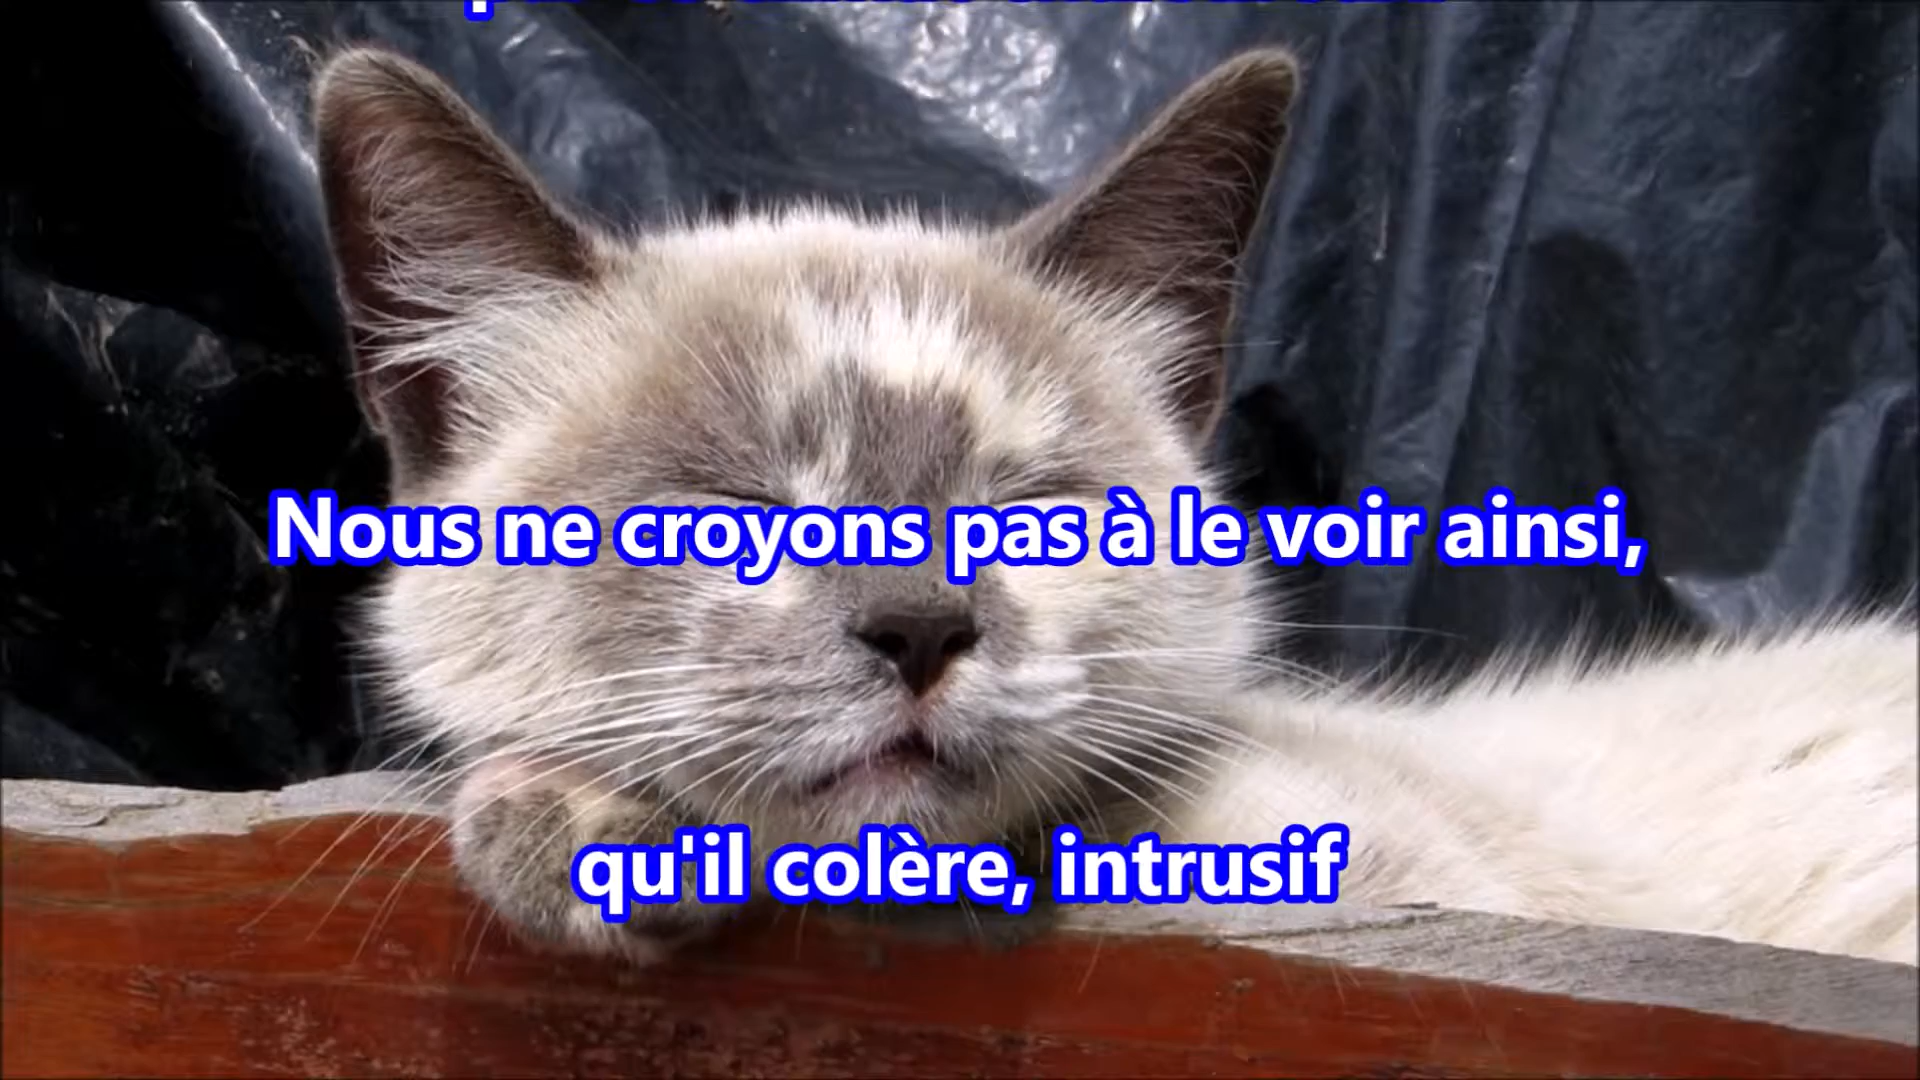 Nous ne croyons pas à le voir ainsi,
qu'il colère, intrusif